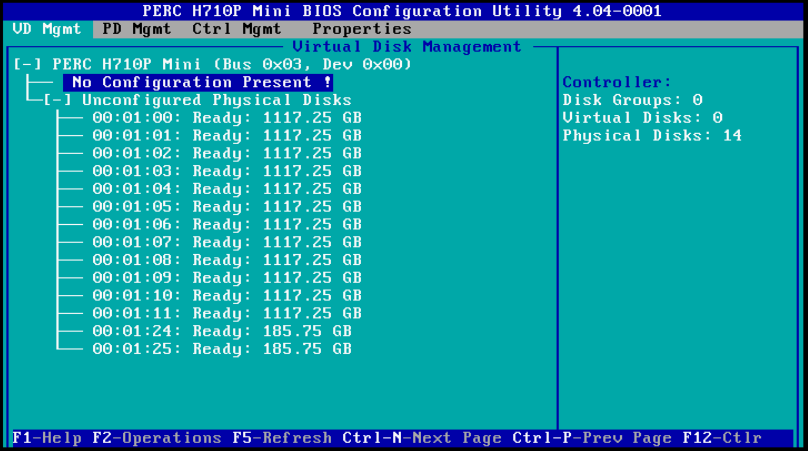 PERC H710P Mini BIOS Configuration Utility 4.04-0001
VD Mgmt PD Mgmt Ctrl Mgmt Properties
Virtual Disk Management
[-] PERC H710P Mini (Bus 0x03, Dev 0x00)
No Configuration Present !
[-] Unconfigured Physical Disks
00:01:00: Ready: 1117.25 GB
00:01:01: Ready: 1117.25 GB
00:01:02: Ready: 1117.25 GB
00:01:03: Ready: 1117.25 GB
00:01:04: Ready: 1117.25 GB
00:01:05: Ready: 1117.25 GB
00:01:06: Ready: 1117.25 GB
00:01:07: Ready: 1117.25 GB
00:01:08: Ready: 1117.25 GB
00:01:09: Ready: 1117.25 GB
00:01:10: Ready: 1117.25 GB
00:01:11: Ready: 1117.25 GB
00:01:24: Ready: 185.75 GB
00:01:25: Ready: 185.75 GB
Controller:
Disk Groups: 0
Virtual Disks: 0
Physical Disks: 14
F1-Help F2-Operations F5-Refresh Ctrl-N-Next Page Ctrl-P-Prev Page F12-Ctlr